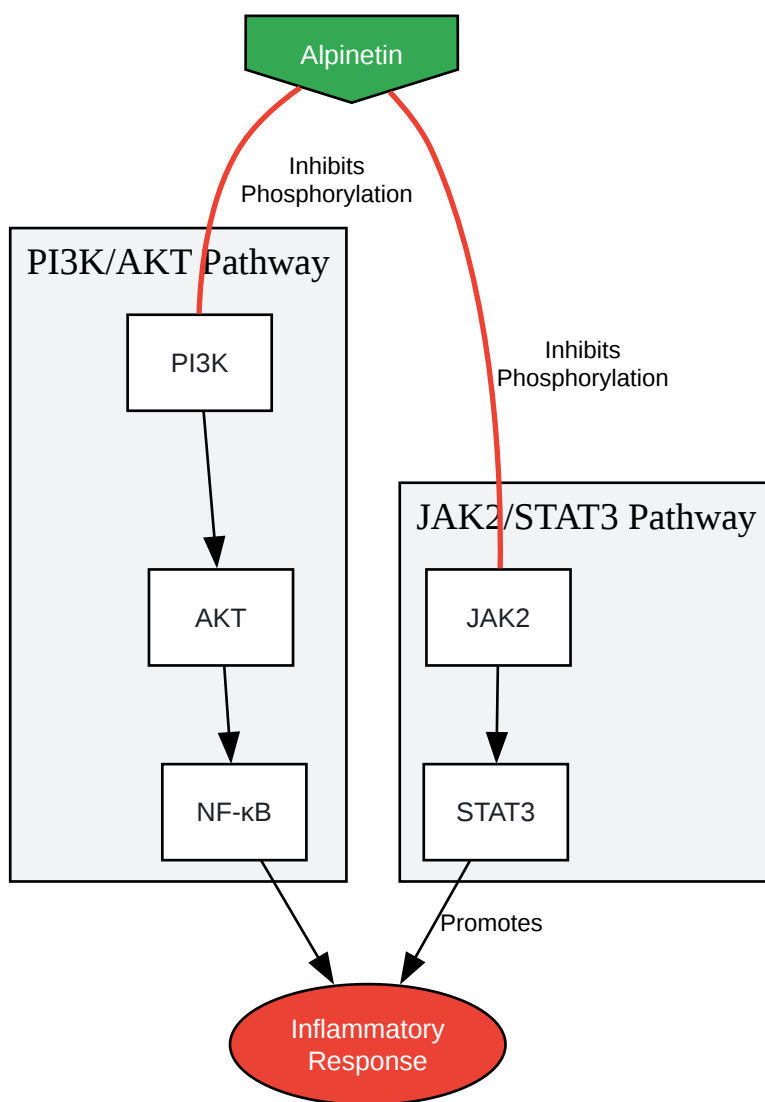 Alpinetin
Inhibits
Phosphorylation
PI3K/AKT Pathway
PI3K
Inhibits
Phosphorylation
JAK2/STAT3 Pathway
AKT
JAK2
NF-κB
STAT3
Promotes
Inflammatory
Response